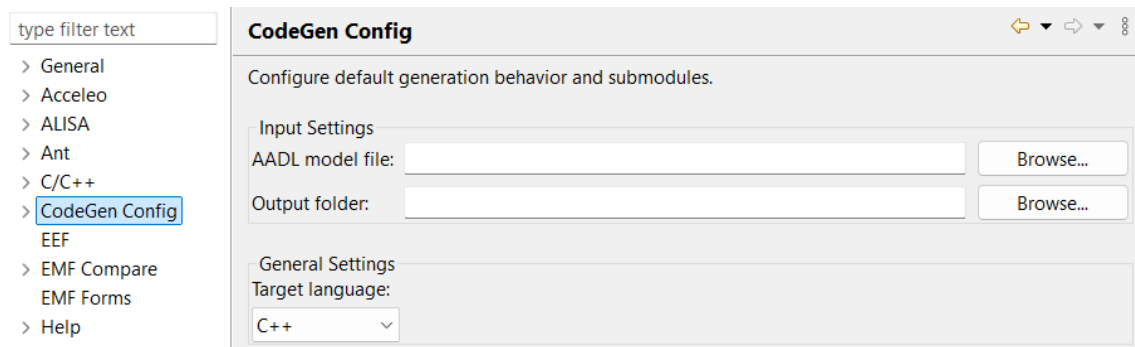 type filter text
General
Acceleo
ALISA
Ant
C/C++
CodeGen Config
EEF
EMF Compare
EMF Forms
Help
CodeGen Config
Configure default generation behavior and submodules.
Input Settings
AADL model file:
Browse...
Output folder:
Browse...
General Settings
Target language:
C++